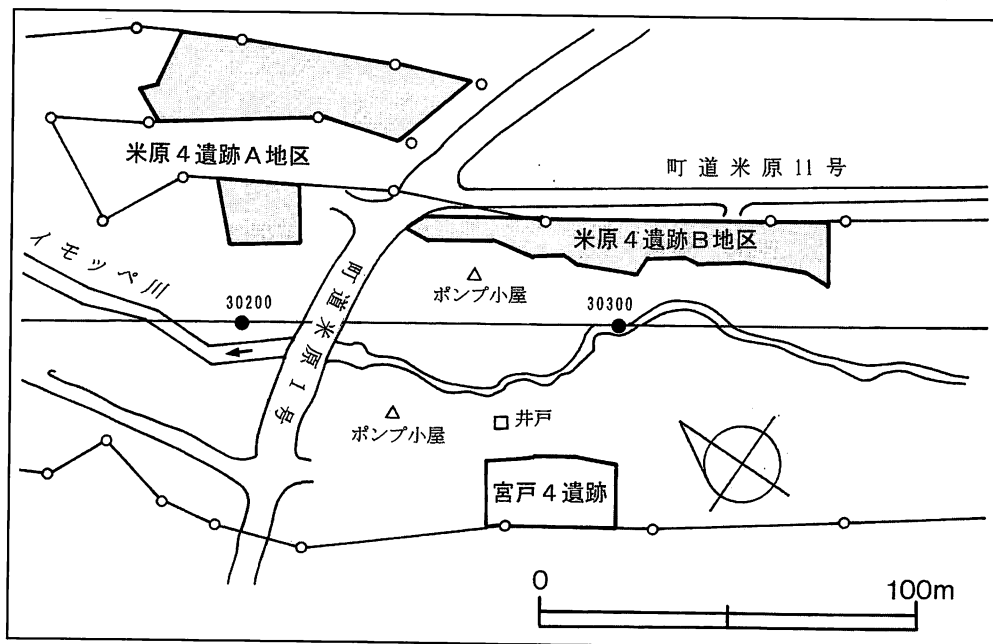 米原4遺跡A地区
町道米原11号
米原4遺跡B地区
イモッペ川
ポンプ小屋
30200
30300
町道米原1号
ポンプ小屋
井戸
宮戸4遺跡
0
100m